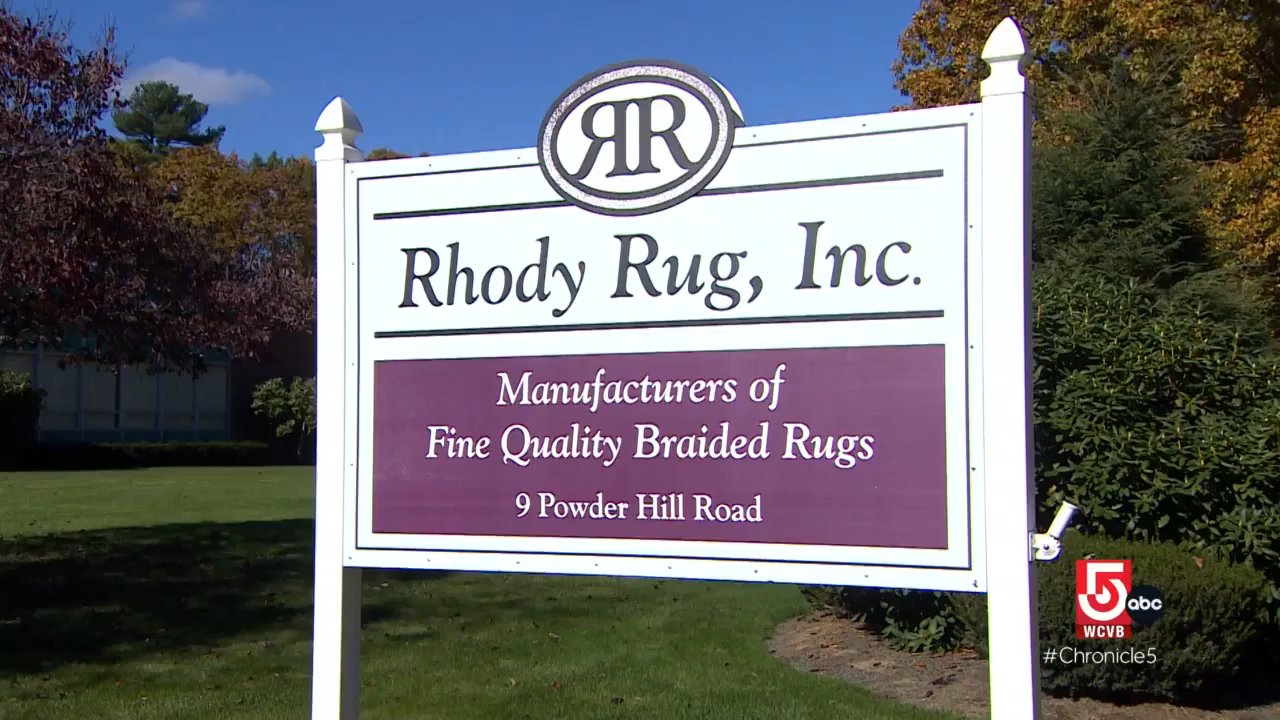 RR
Rhody Rug, Inc.
Manufacturers of
Fine Quality Braided Rugs
9 Powder Hill Road
5 abc
WCVB
#Chronicle5